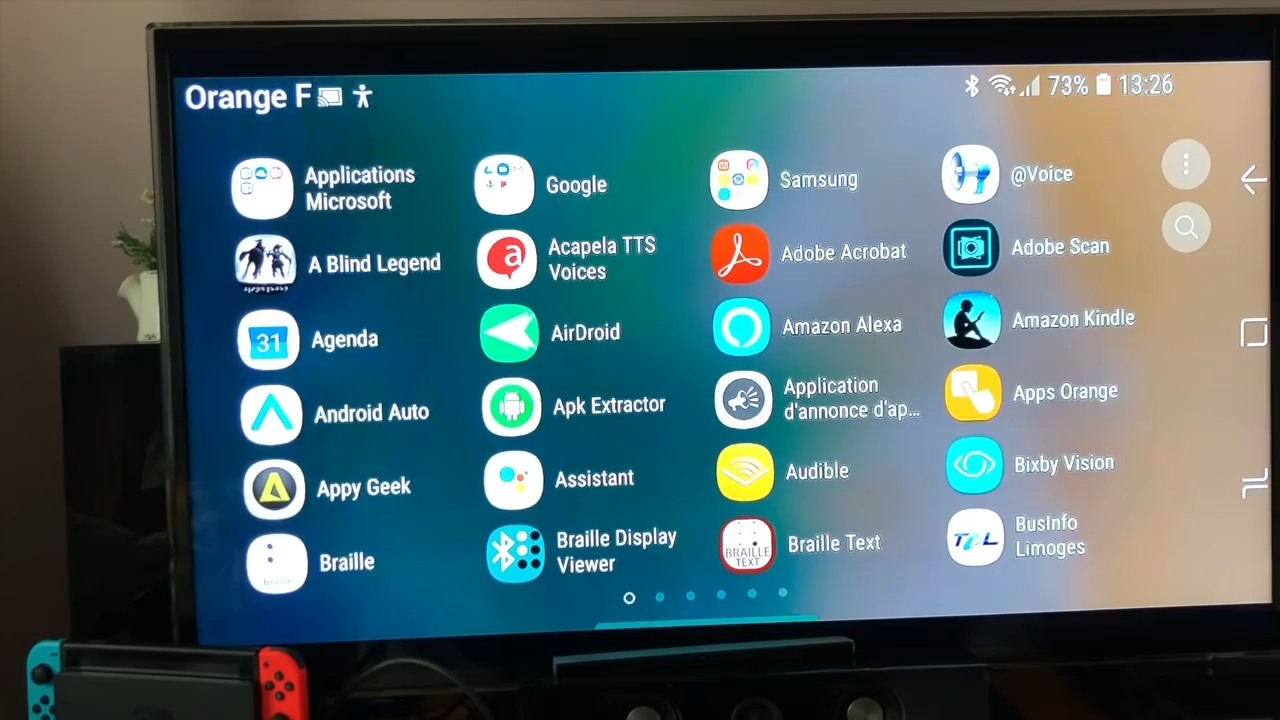 Orange F 73% 13:26
Applications
Microsoft
Google
Samsung
@Voice
A Blind Legend
Acapela TTS
Voices
Adobe Acrobat
Adobe Scan
31
Agenda
AirDroid
Amazon Alexa
Amazon Kindle
Android Auto
Apk Extractor
Application
d'annonce d'ap...
Apps Orange
Appy Geek
Assistant
Audible
Bixby Vision
Braille
Braille
Braille Display
Viewer
BRAILLE
TEXT
Braille Text
TCL
BusInfo
Limoges